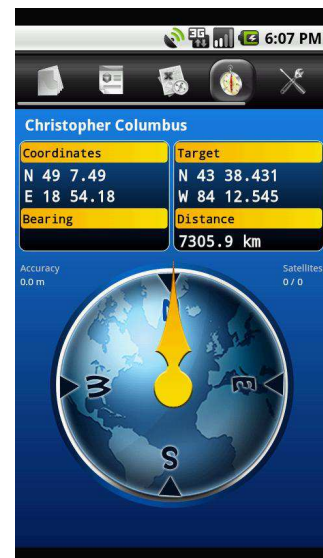 3G 6:07 PM
Christopher Columbus
Coordinates
N 49 7.49
E 18 54.18
Bearing
Target
N 43 38.431
W 84 12.545
Distance
7305.9 km
Accuracy
0.0 m
Satellites
0 / 0
N
W
E
S